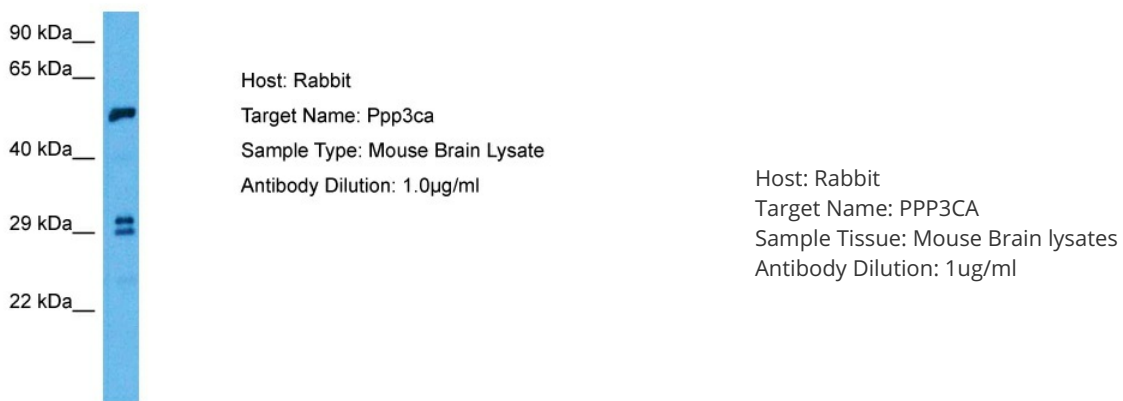 90 kDa__
65 kDa__
40 kDa__
29 kDa__
22 kDa__
Host: Rabbit
Target Name: Ppp3ca
Sample Type: Mouse Brain Lysate
Antibody Dilution: 1.0µg/ml
Host: Rabbit
Target Name: PPP3CA
Sample Tissue: Mouse Brain lysates
Antibody Dilution: 1ug/ml